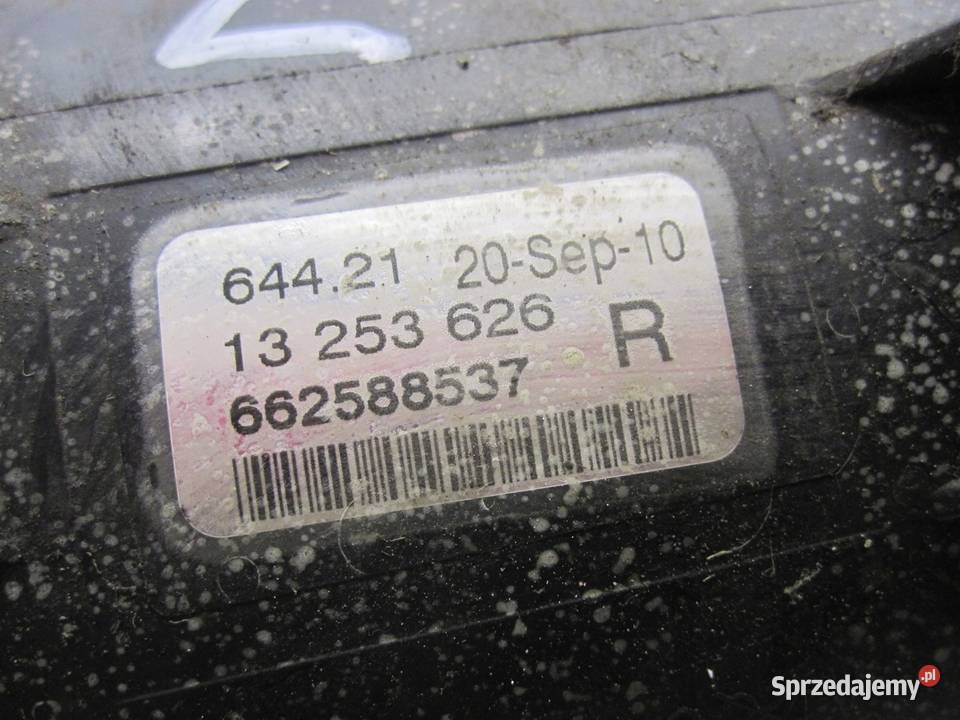 644.21 20-Sep-10
13 253 626 R
662588537
Sprzedajemy.pl